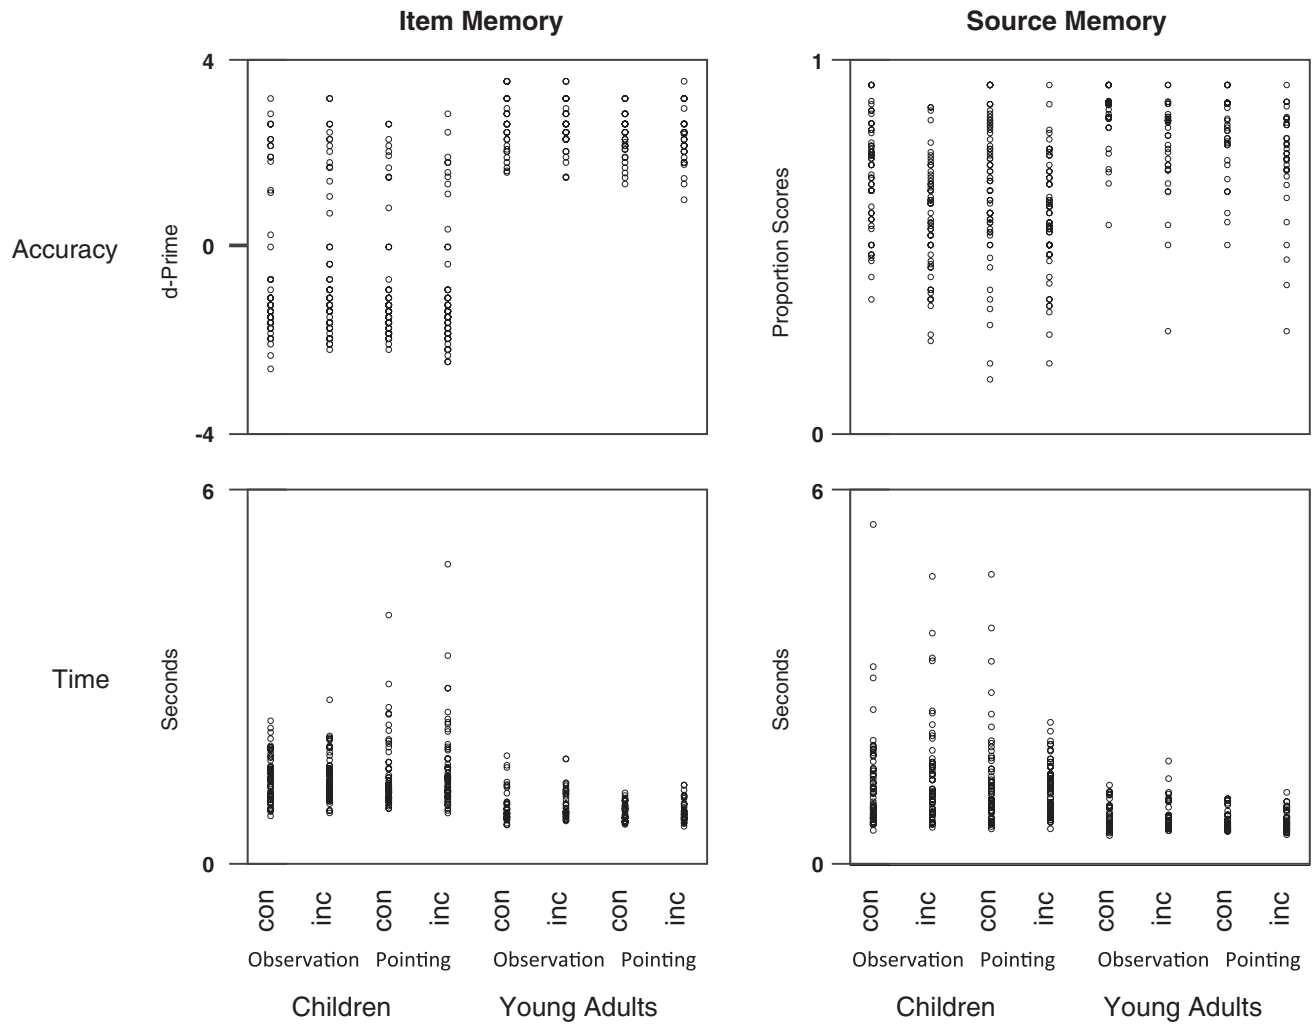 Item Memory
Source Memory
4
0
-4
d-Prime
Accuracy
1
0
Proportion Scores
6
0
Seconds
Time
6
0
Seconds
con inc con inc con inc con inc
Observation Pointing Observation Pointing
Children Young Adults
con inc con inc con inc con inc
Observation Pointing Observation Pointing
Children Young Adults